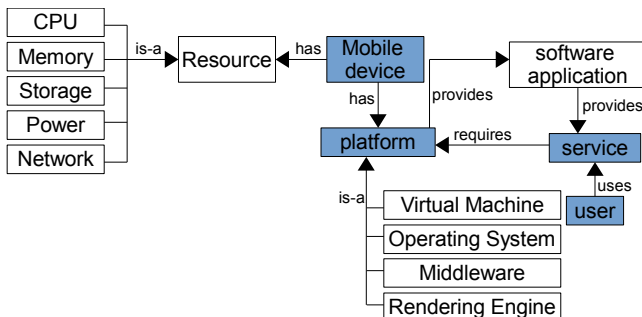 CPU
Memory
Storage
Power
Network
is-a
Resource
has
Mobile
device
has
provides
software
application
provides
platform
requires
service
uses
user
is-a
Virtual Machine
Operating System
Middleware
Rendering Engine